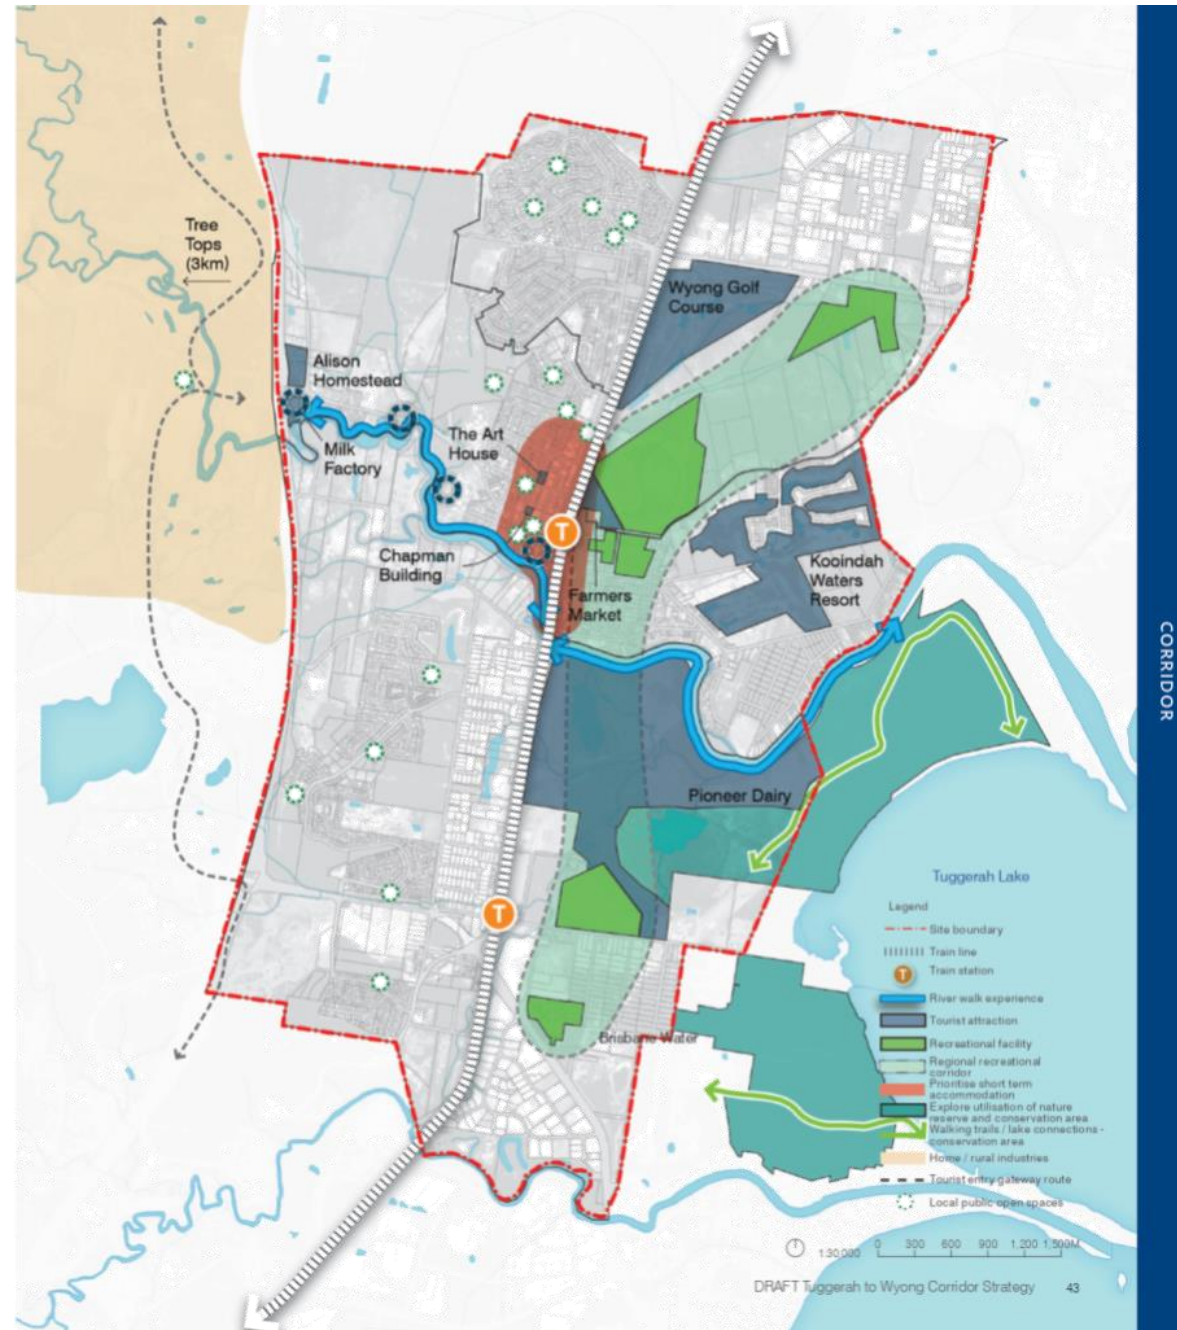 Tree
Tops
(3km)
Wyong Golf
Course
Alison
Homestead
The Art
House
Milk
Factory
T
Chapman
Building
Farmers
Market
Kooindah
Waters
Resort
CORRIDOR
Pioneer Dairy
T
Brisbane Water
Tuggerah Lake
Legend
Site boundary
Train line
T
Train station
River walk experience
Tourist attraction
Recreational facility
Regional recreational
corridor
Prioritise short term
accommodation
Explore utilisation of nature
reserve and conservation area
Walking trails / lake connections -
conservation area
Home / rural industries
Tourist entry gateway route
Local public open spaces
1:30,000
0 300 600 900 1,200 1,500M
DRAFT Tuggerah to Wyong Corridor Strategy 43